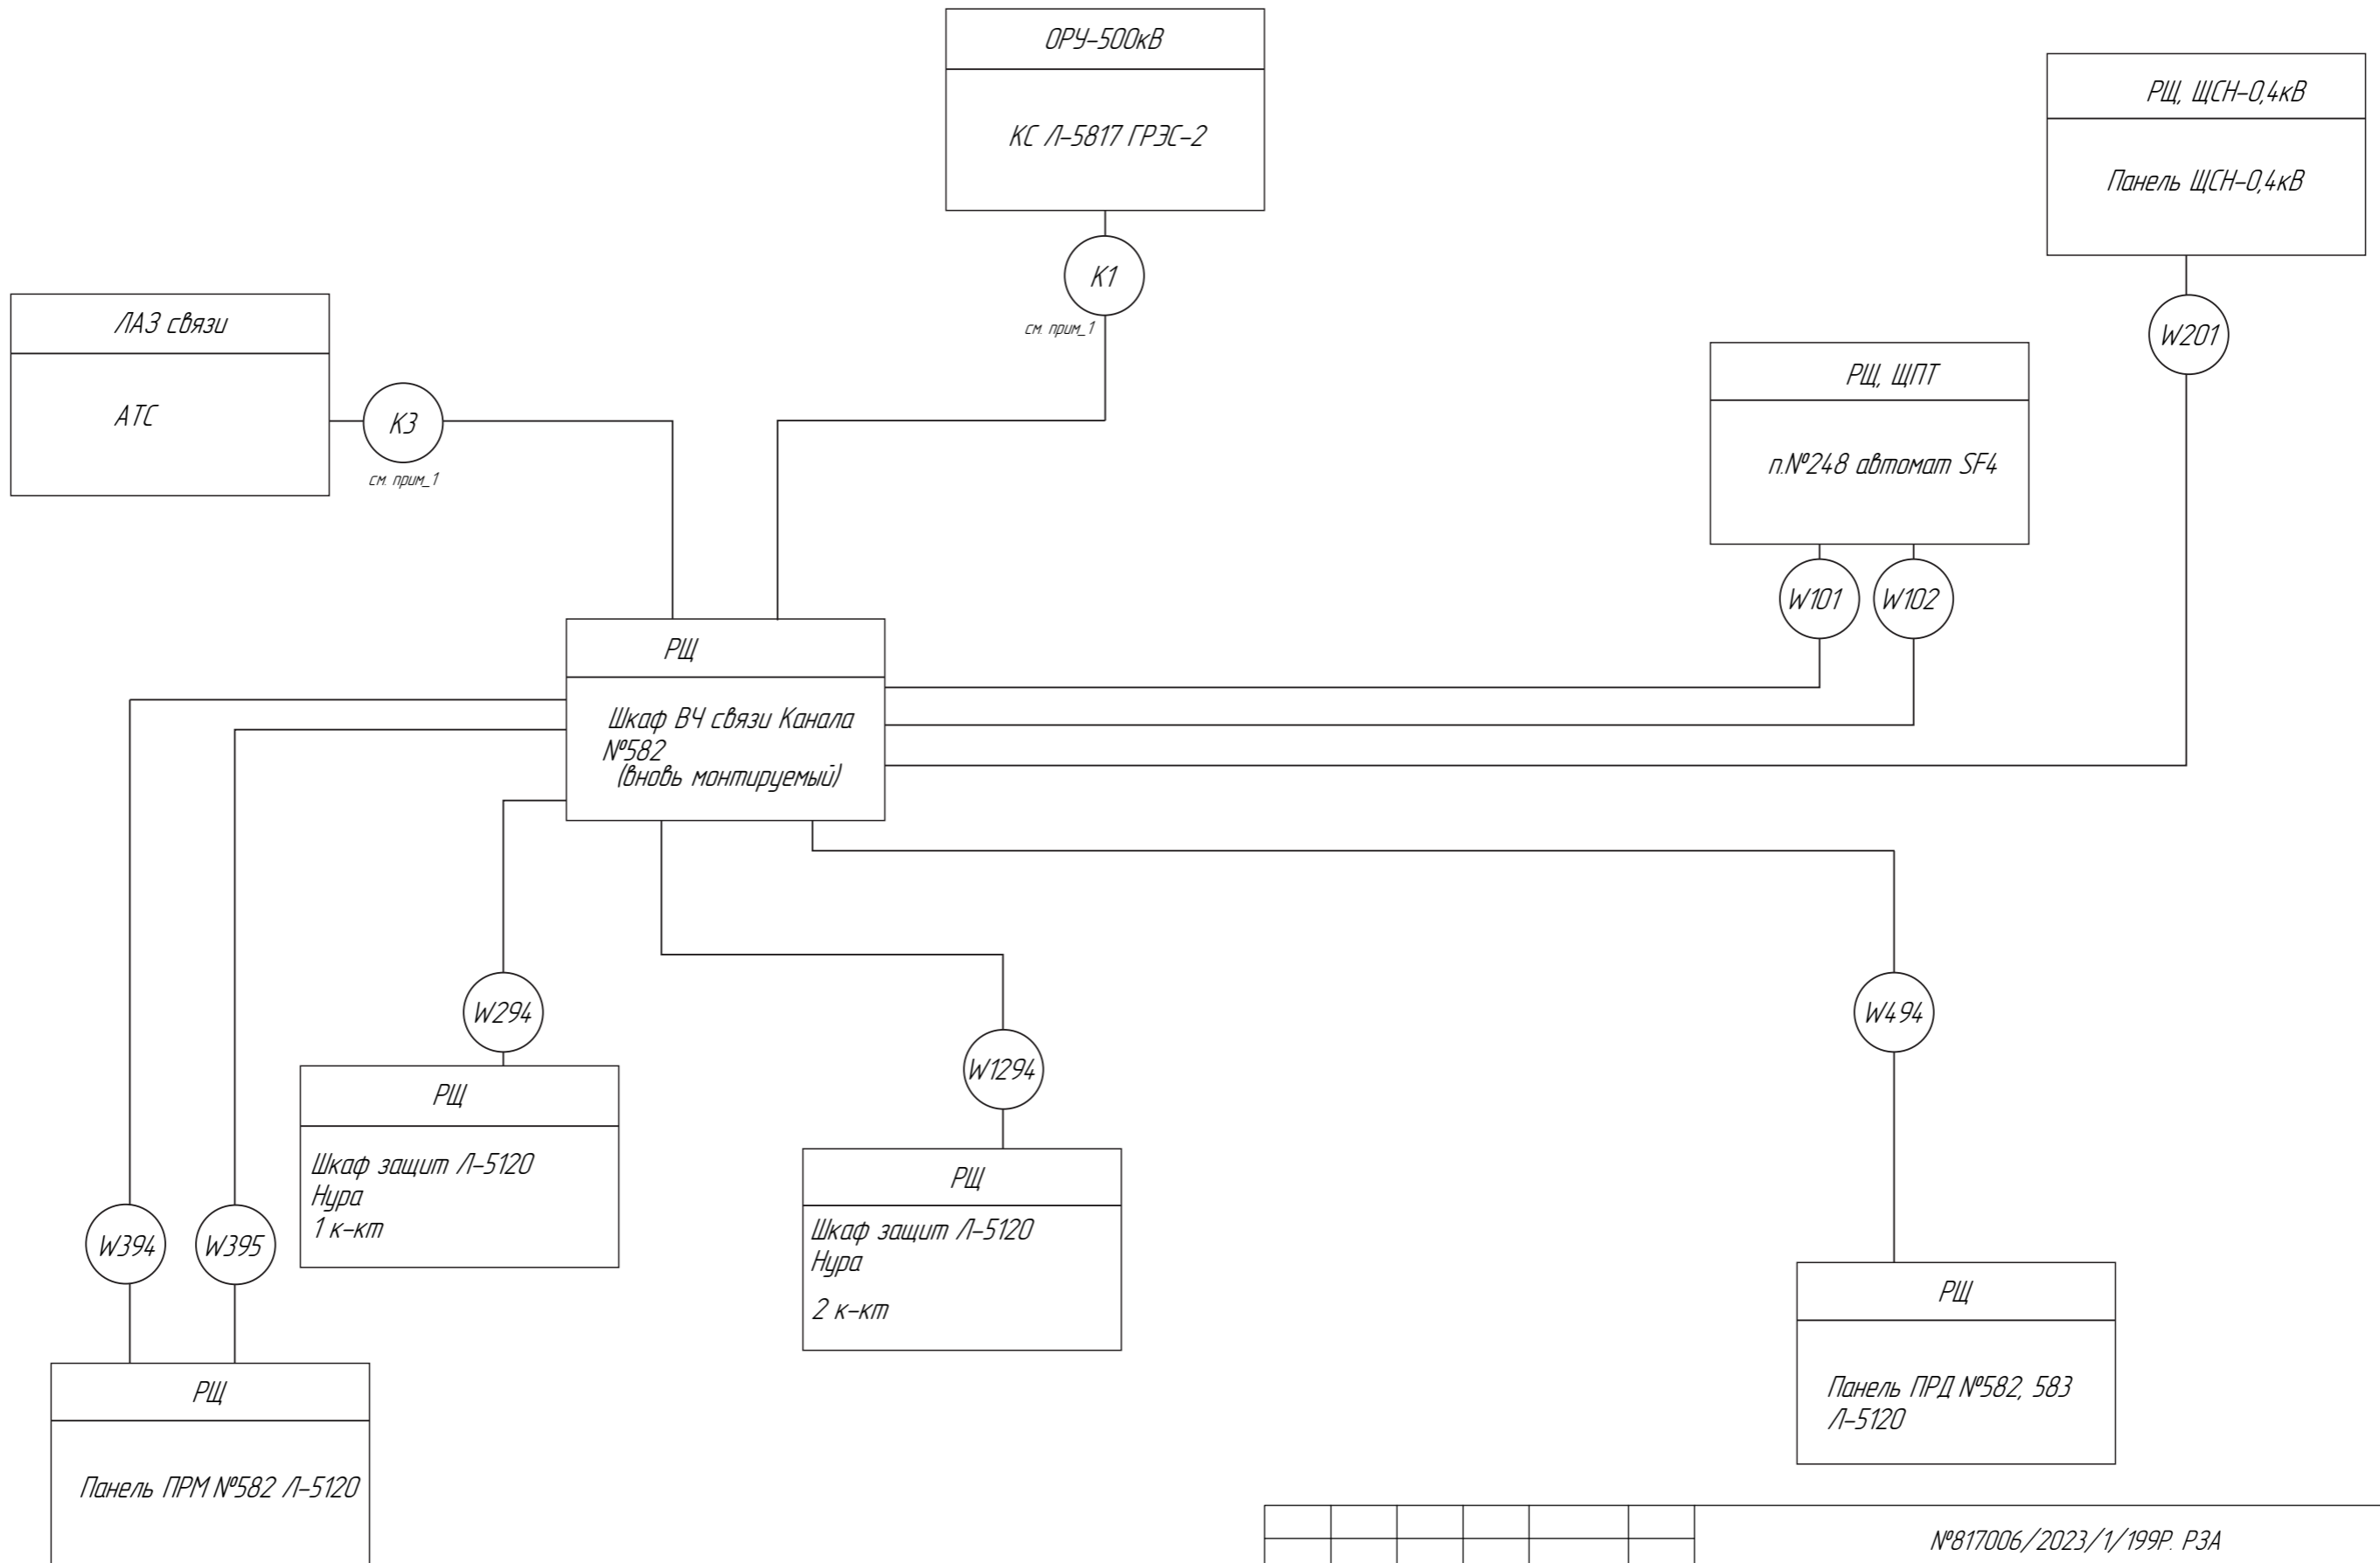 ОРУ-500кВ
КС Л-5817 ГРЭС-2
К1
см. прим_1
РЩ, ЩСН-0,4кВ
Панель ЩСН-0,4кВ
W201
ЛАЗ связи
АТС
К3
см. прим_1
РЩ, ЩПТ
п.№248 автомат SF4
W101
W102
РЩ
Шкаф ВЧ связи Канала
№582
(вновь монтируемый)
W294
W1294
W494
РЩ
Шкаф защит Л-5120
Нура
1 к-кт
РЩ
Шкаф защит Л-5120
Нура
2 к-кт
W394
W395
РЩ
Панель ПРД №582, 583
Л-5120
РЩ
Панель ПРМ №582 Л-5120
№817006/2023/1/199Р. РЗА